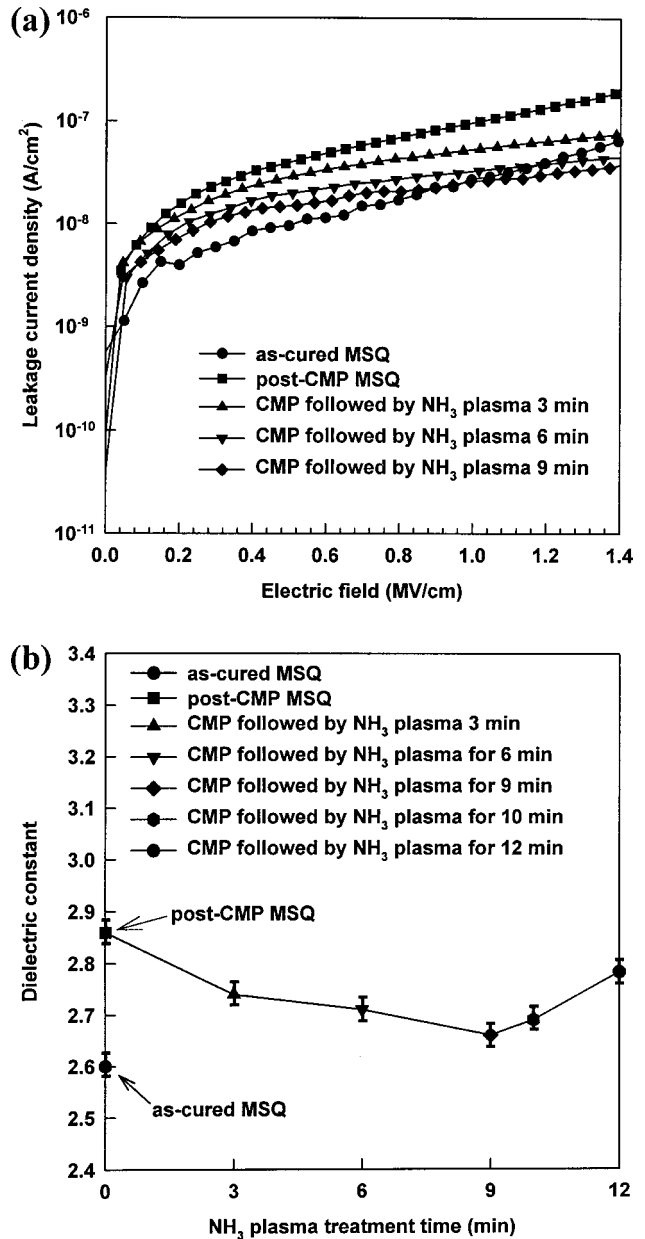 (a)
10⁻⁶
10⁻⁷
10⁻⁸
10⁻⁹
10⁻¹⁰
10⁻¹¹
Leakage current density (A/cm²)
as-cured MSQ
post-CMP MSQ
CMP followed by NH₃ plasma 3 min
CMP followed by NH₃ plasma 6 min
CMP followed by NH₃ plasma 9 min
0.0 0.2 0.4 0.6 0.8 1.0 1.2 1.4
Electric field (MV/cm)
(b)
3.4
3.3
3.2
3.1
3.0
2.9
2.8
2.7
2.6
2.5
2.4
Dielectric constant
as-cured MSQ
post-CMP MSQ
CMP followed by NH₃ plasma 3 min
CMP followed by NH₃ plasma for 6 min
CMP followed by NH₃ plasma for 9 min
CMP followed by NH₃ plasma for 10 min
CMP followed by NH₃ plasma for 12 min
post-CMP MSQ
as-cured MSQ
0 3 6 9 12
NH₃ plasma treatment time (min)